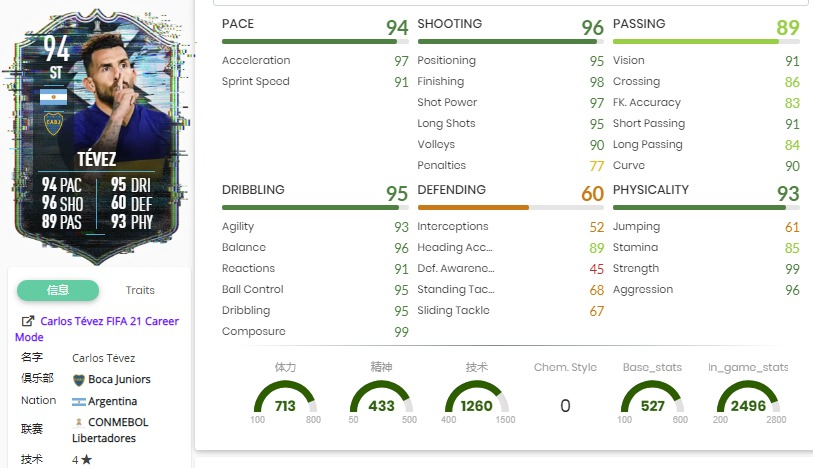 94
ST
TÉVEZ
94 PAC 95 DRI
96 SHO 60 DEF
89 PAS 93 PHY
信息 Traits
Carlos Tévez FIFA 21 Career
Mode
名字 Carlos Tévez
俱乐部 Boca Juniors
Nation Argentina
联赛 CONMEBOL
Libertadores
技术 4★
PACE 94
Acceleration 97
Sprint Speed 91
SHOOTING 96
Positioning 95
Finishing 98
Shot Power 97
Long Shots 95
Volleys 90
Penalties 77
PASSING 89
Vision 91
Crossing 86
FK. Accuracy 83
Short Passing 91
Long Passing 84
Curve 90
DRIBBLING 95
Agility 93
Balance 96
Reactions 91
Ball Control 95
Dribbling 95
Composure 99
DEFENDING 60
Interceptions 52
Heading Acc... 89
Def. Awarene... 45
Standing Tac... 68
Sliding Tackle 67
PHYSICALITY 93
Jumping 61
Stamina 85
Strength 99
Aggression 96
体力
713
100 800
精神
433
50 500
技术
1260
400 1500
Chem. Style
0
Base_stats
527
100 600
In_game_stats
2496
200 2800